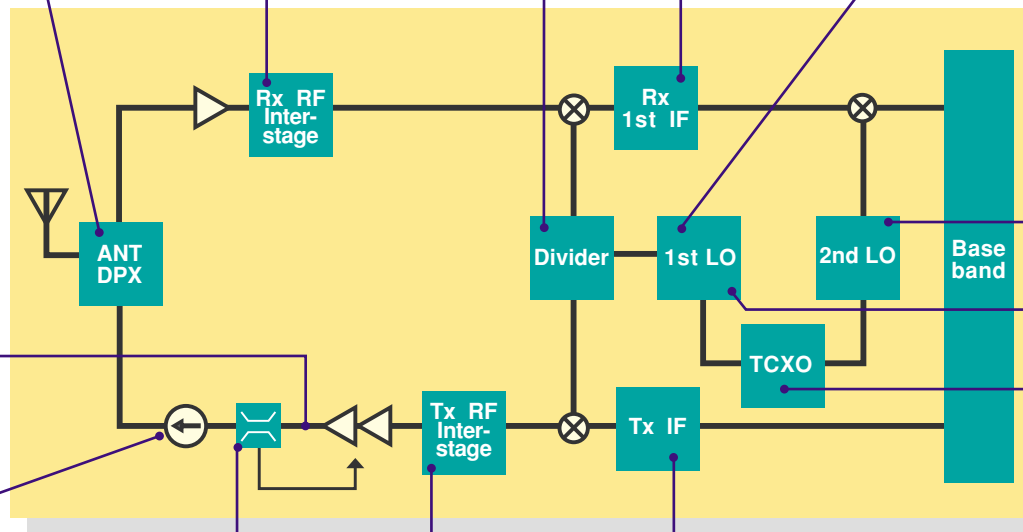 Rx RF
Inter-
stage
Rx
1st IF
ANT
DPX
Divider
1st LO
2nd LO
Base
band
TCXO
Tx RF
Inter-
stage
Tx IF